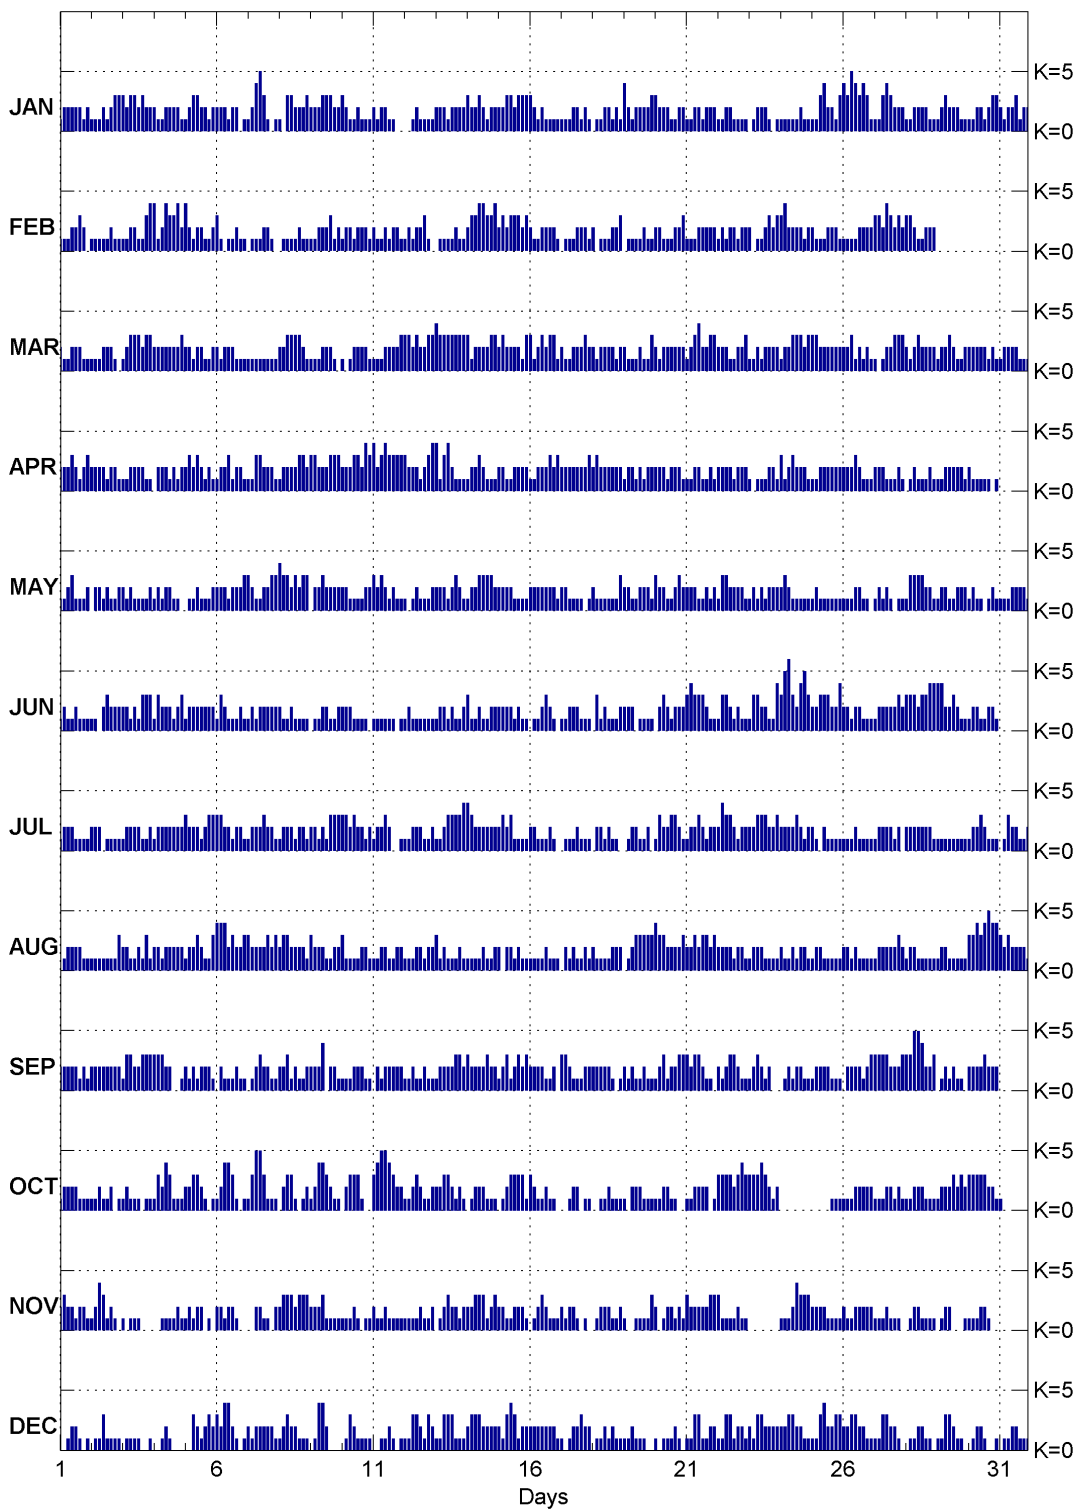 K=5
JAN
K=0
K=5
FEB
K=0
K=5
MAR
K=0
K=5
APR
K=0
K=5
MAY
K=0
K=5
JUN
K=0
K=5
JUL
K=0
K=5
AUG
K=0
K=5
SEP
K=0
K=5
OCT
K=0
K=5
NOV
K=0
K=5
DEC
K=0
1 6 11 16 21 26 31
Days